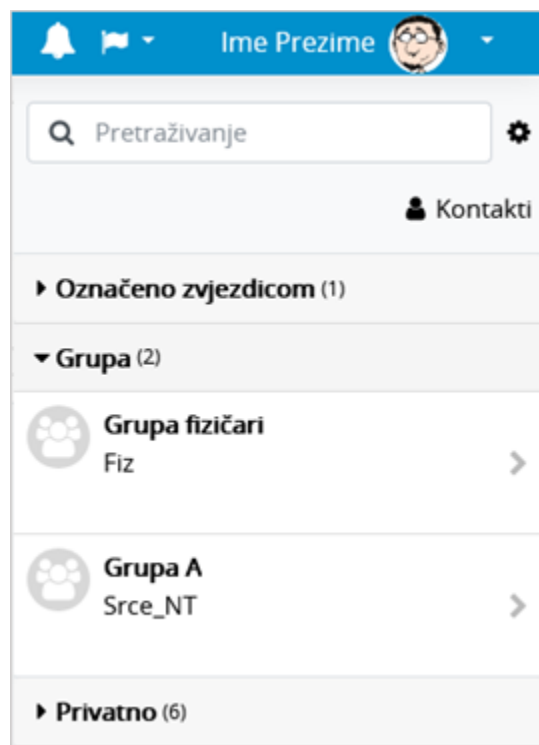 Ime Prezime
Pretraživanje
Kontakti
Označeno zvjezdicom (1)
Grupa (2)
Grupa fizičari
Fiz
Grupa A
Srce_NT
Privatno (6)